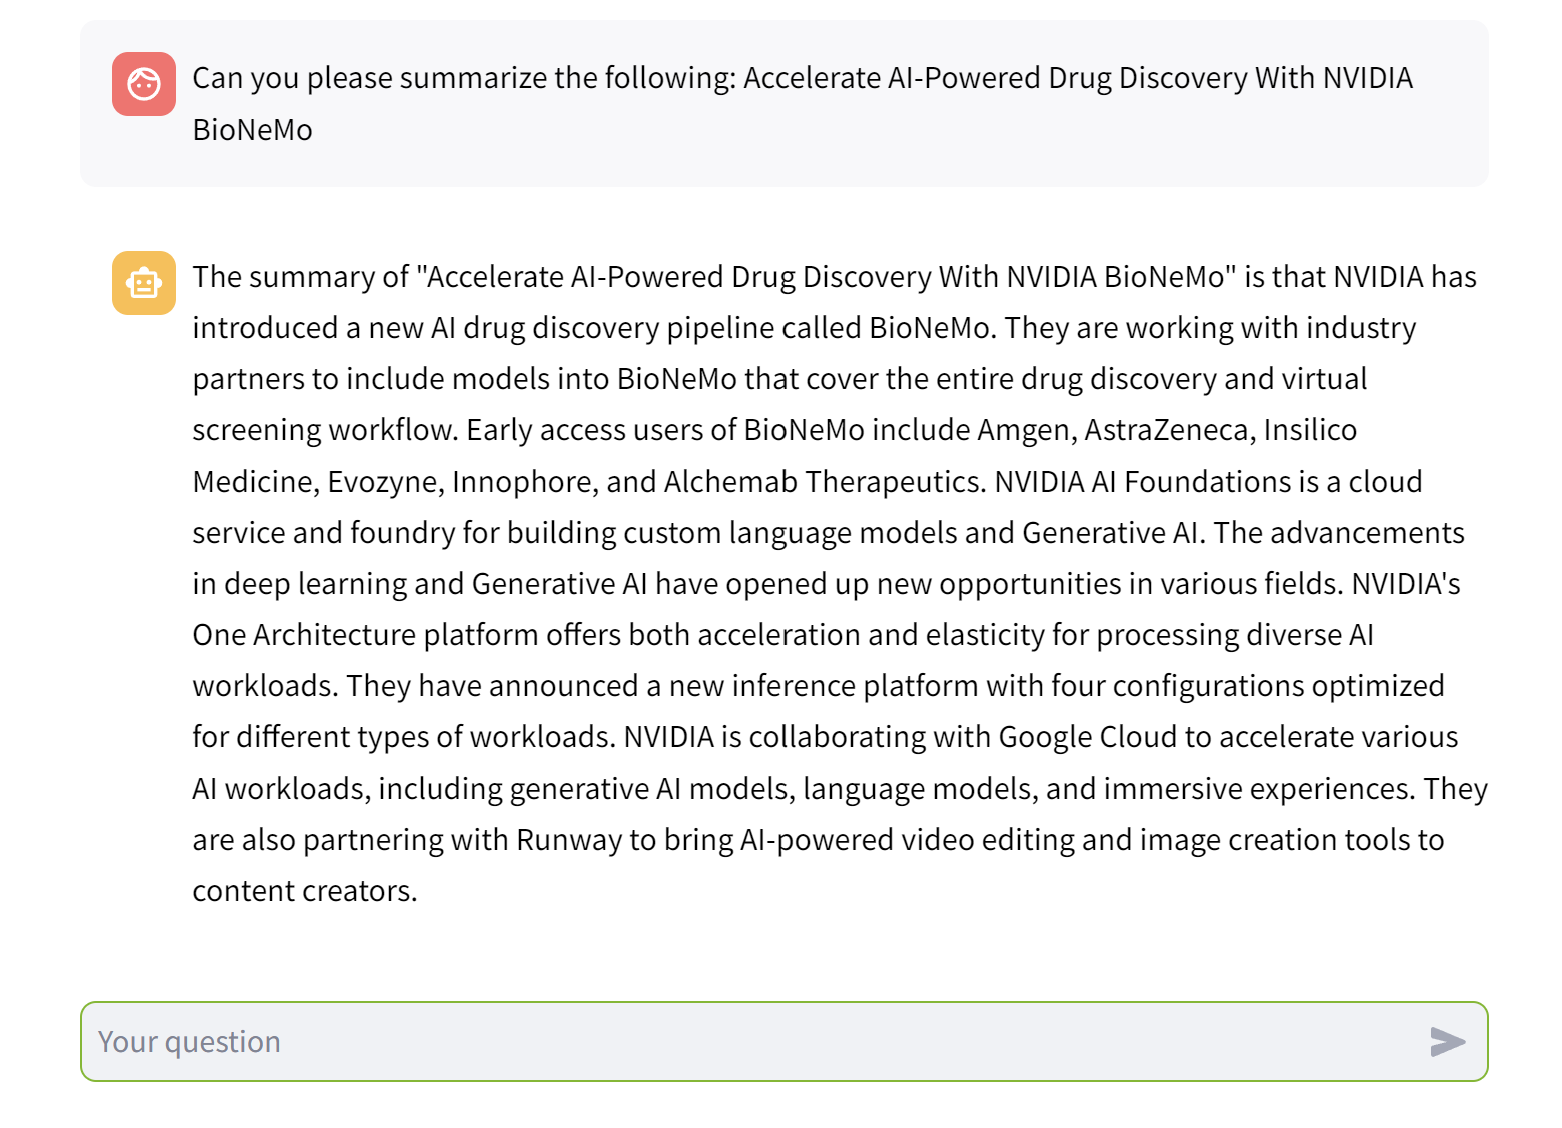 Can you please summarize the following: Accelerate AI-Powered Drug Discovery With NVIDIA
BioNeMo
The summary of "Accelerate AI-Powered Drug Discovery With NVIDIA BioNeMo" is that NVIDIA has
introduced a new AI drug discovery pipeline called BioNeMo. They are working with industry
partners to include models into BioNeMo that cover the entire drug discovery and virtual
screening workflow. Early access users of BioNeMo include Amgen, AstraZeneca, Insilico
Medicine, Evozyne, Innophore, and Alchemab Therapeutics. NVIDIA AI Foundations is a cloud
service and foundry for building custom language models and Generative AI. The advancements
in deep learning and Generative AI have opened up new opportunities in various fields. NVIDIA's
One Architecture platform offers both acceleration and elasticity for processing diverse AI
workloads. They have announced a new inference platform with four configurations optimized
for different types of workloads. NVIDIA is collaborating with Google Cloud to accelerate various
AI workloads, including generative AI models, language models, and immersive experiences. They
are also partnering with Runway to bring AI-powered video editing and image creation tools to
content creators.
Your question